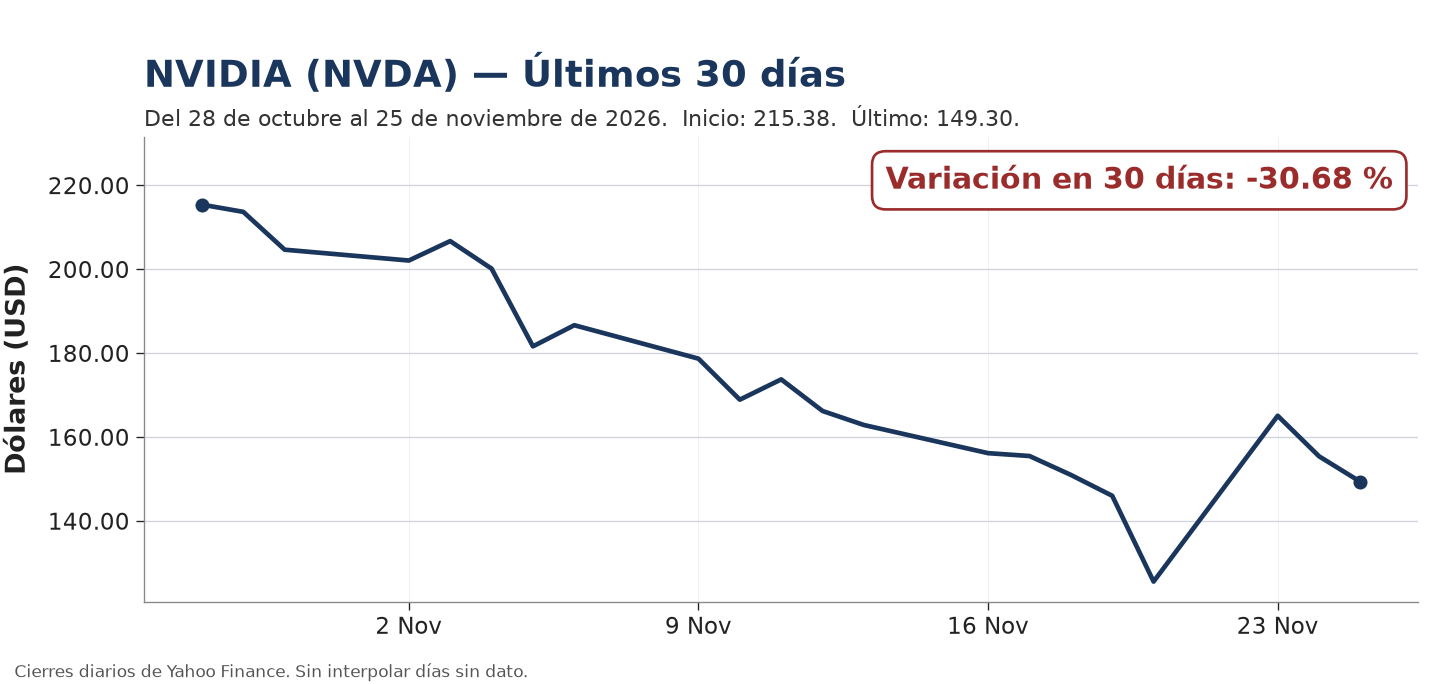 NVIDIA (NVDA) — Últimos 30 días
Del 28 de octubre al 25 de noviembre de 2026.  Inicio: 215.38.  Último: 149.30.
Variación en 30 días: -30.68 %
Dólares (USD)
220.00
200.00
180.00
160.00
140.00
2 Nov
9 Nov
16 Nov
23 Nov
Cierres diarios de Yahoo Finance. Sin interpolar días sin dato.